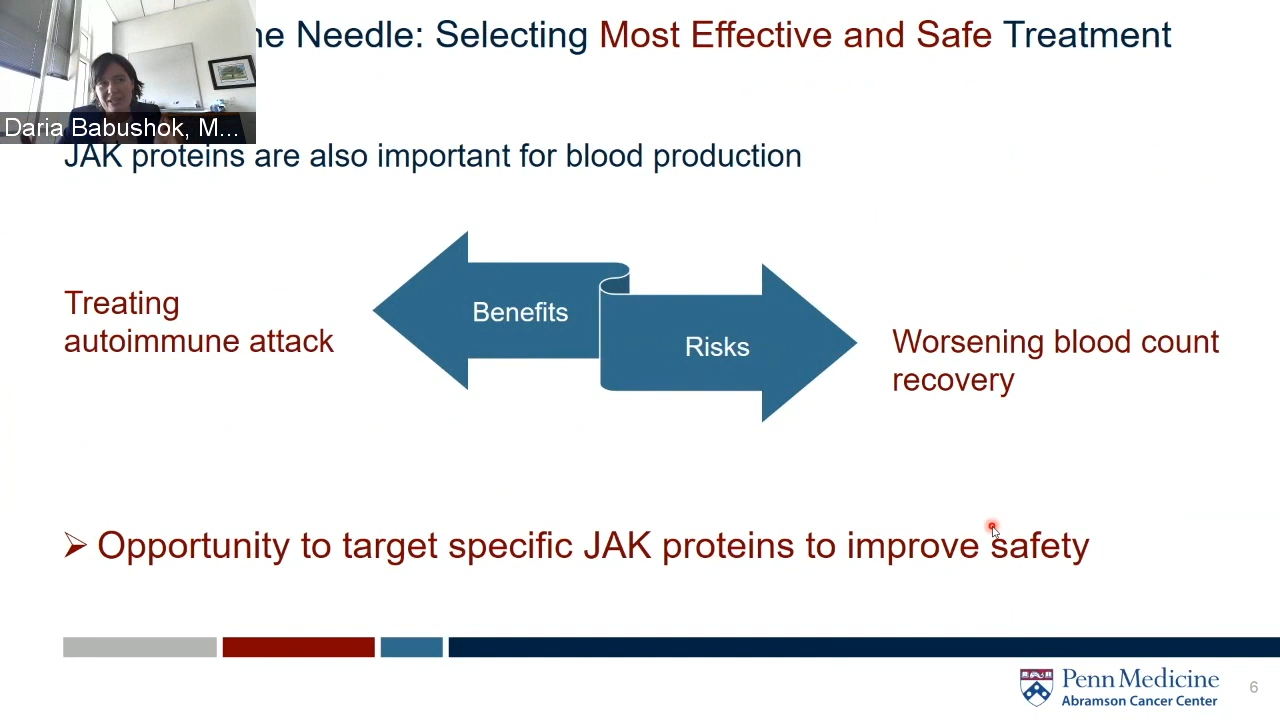 ne Needle: Selecting Most Effective and Safe Treatment
Daria Babushok, M...
JAK proteins are also important for blood production
Treating
autoimmune attack
Benefits
Risks
Worsening blood count
recovery
➢ Opportunity to target specific JAK proteins to improve safety
Penn Medicine
Abramson Cancer Center
6